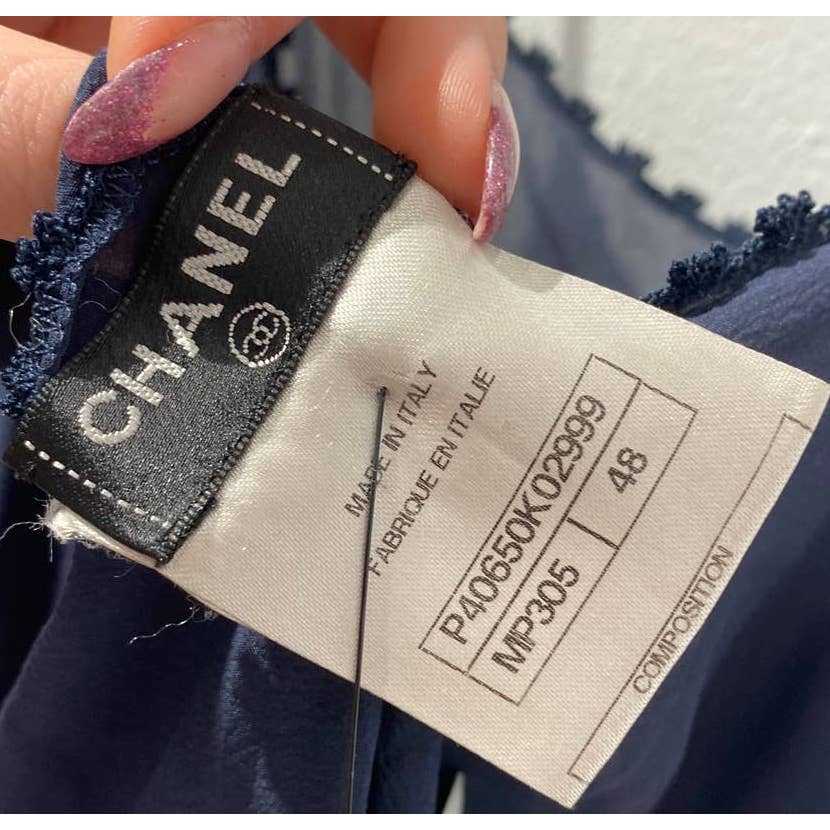 CHANEL
MADE IN ITALY
FABRIQUE EN ITALIE
P40650K02999
MP305 48
COMPOSITION